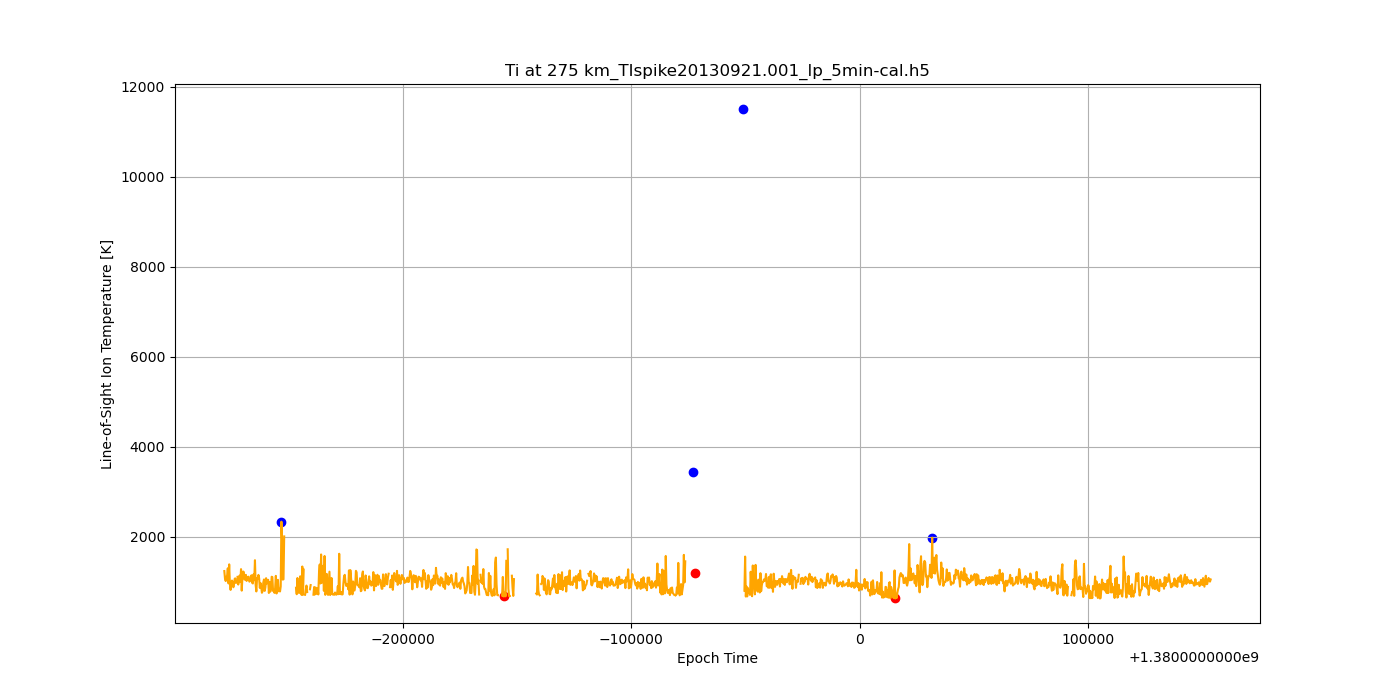 Ti at 275 km_TIspike20130921.001_lp_5min-cal.h5
12000
10000
8000
6000
4000
2000
Line-of-Sight Ion Temperature [K]
−200000
−100000
0
100000
Epoch Time
+1.3800000000e9